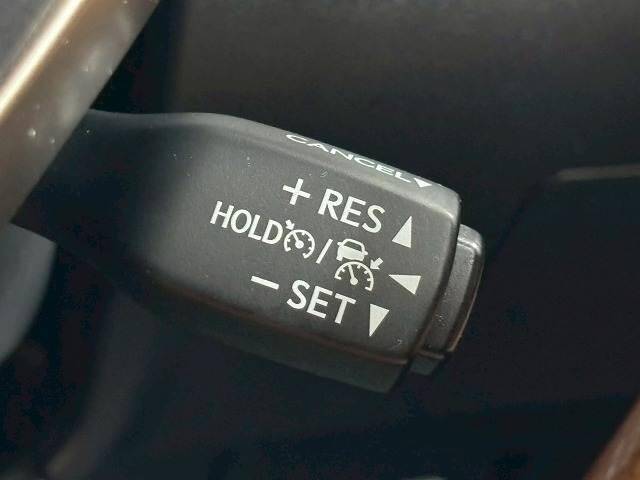 CANCEL
+ RES
HOLD /
- SET